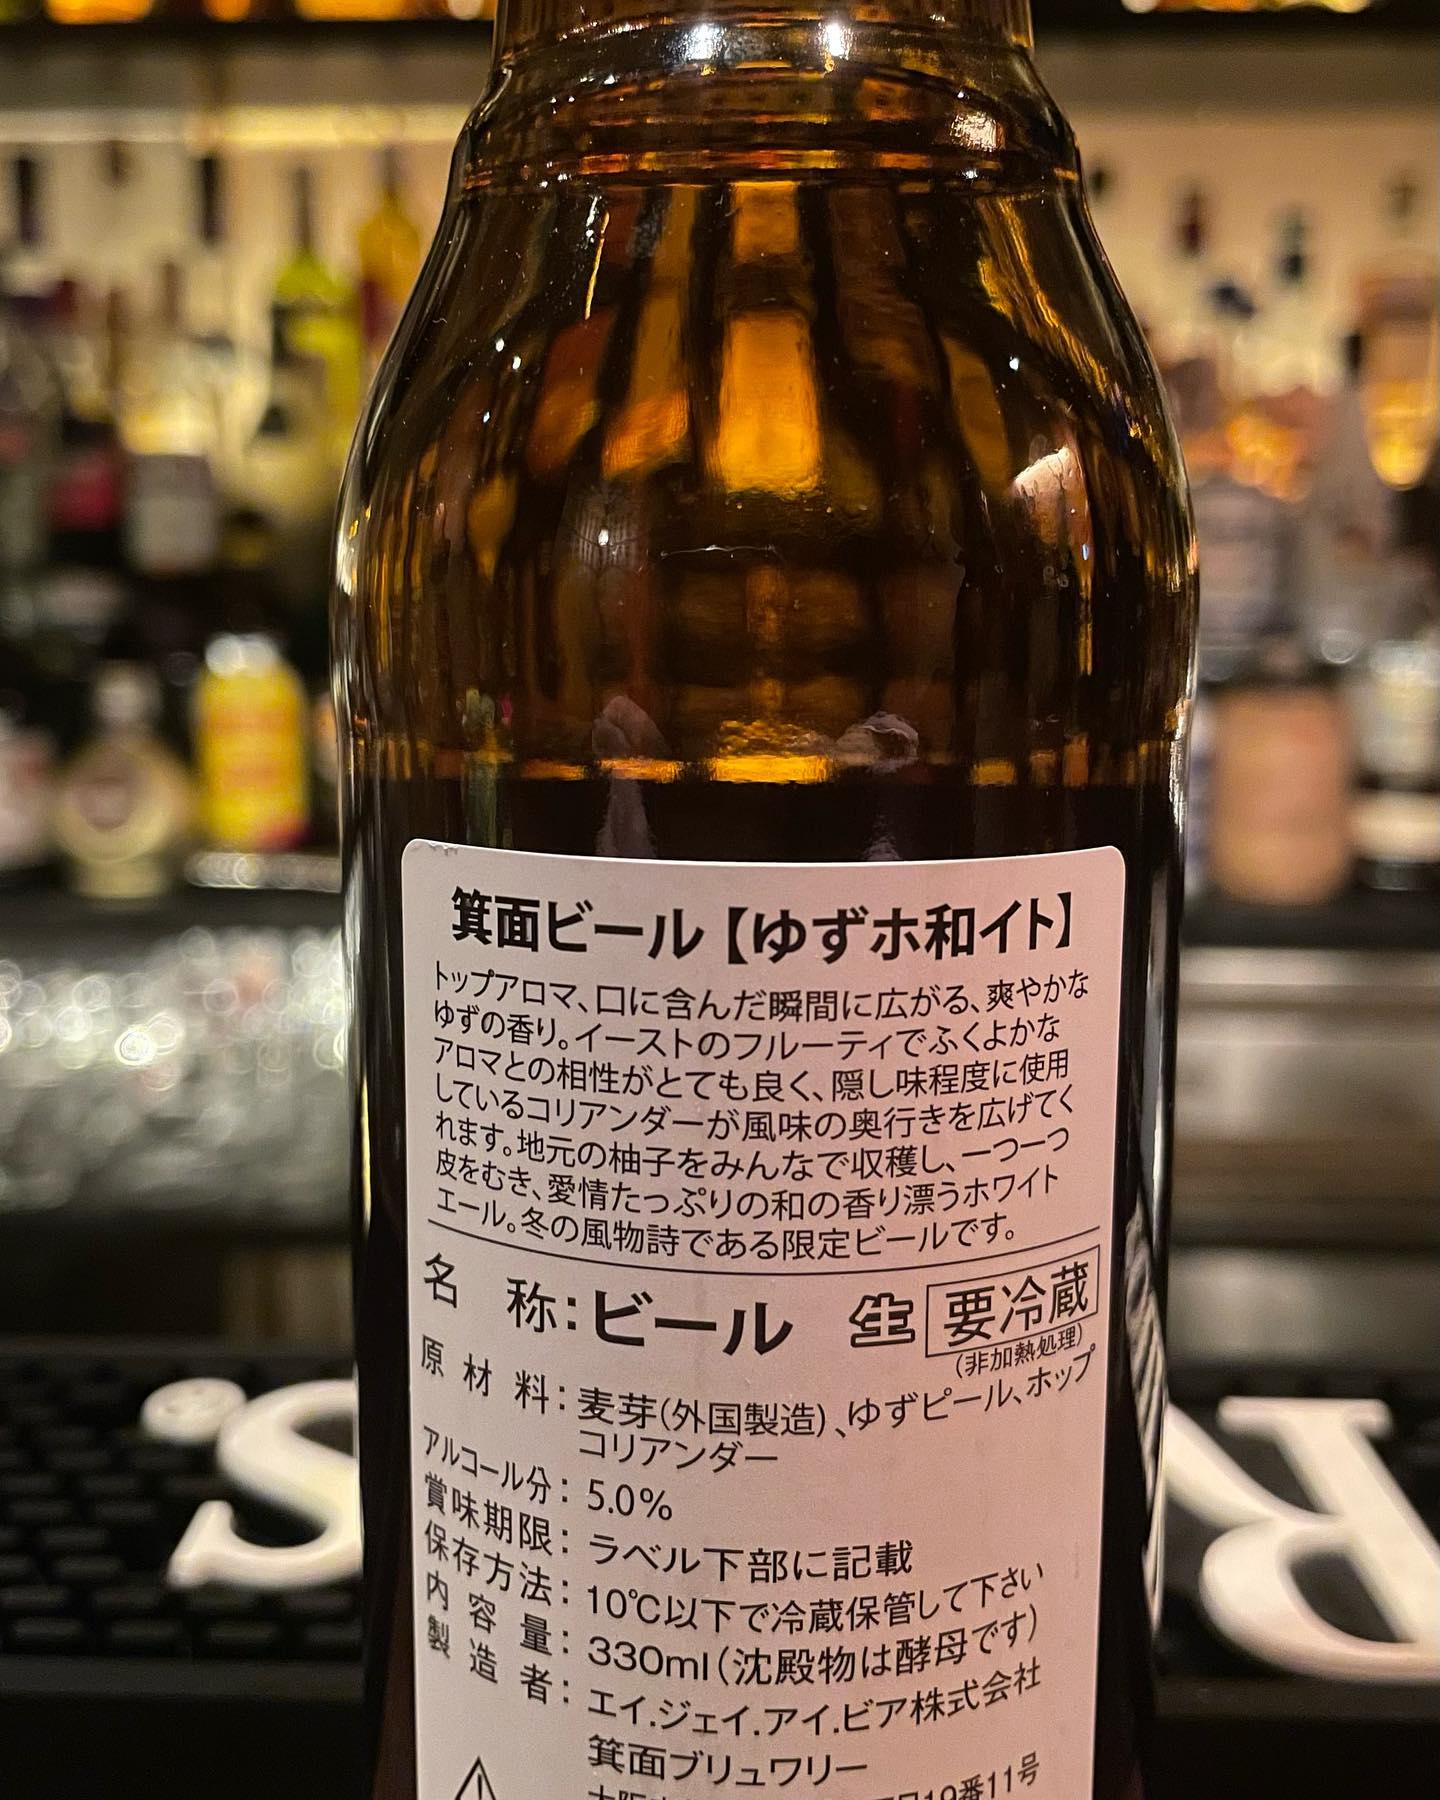 箕面ビール【ゆずホ和イト】
トップアロマ、口に含んだ瞬間に広がる、爽やかな
ゆずの香り。イーストのフルーティでふくよかな
アロマとの相性がとても良く、隠し味程度に使用
しているコリアンダーが風味の奥行きを広げてく
れます。地元の柚子をみんなで収穫し、一つ一つ
皮をむき、愛情たっぷりの和の香り漂うホワイト
エール。冬の風物詩である限定ビールです。
名 称:ビール 生 要冷蔵
(非加熱処理)
原 材 料:麦芽(外国製造)、ゆずピール、ホップ
コリアンダー
アルコール分:5.0%
賞味期限:ラベル下部に記載
保存方法:10℃以下で冷蔵保管して下さい
内 容 量:330ml(沈殿物は酵母です)
製 造 者:エイ.ジェイ.アイ.ビア株式会社
箕面ブリュワリー
19番11号
S
R